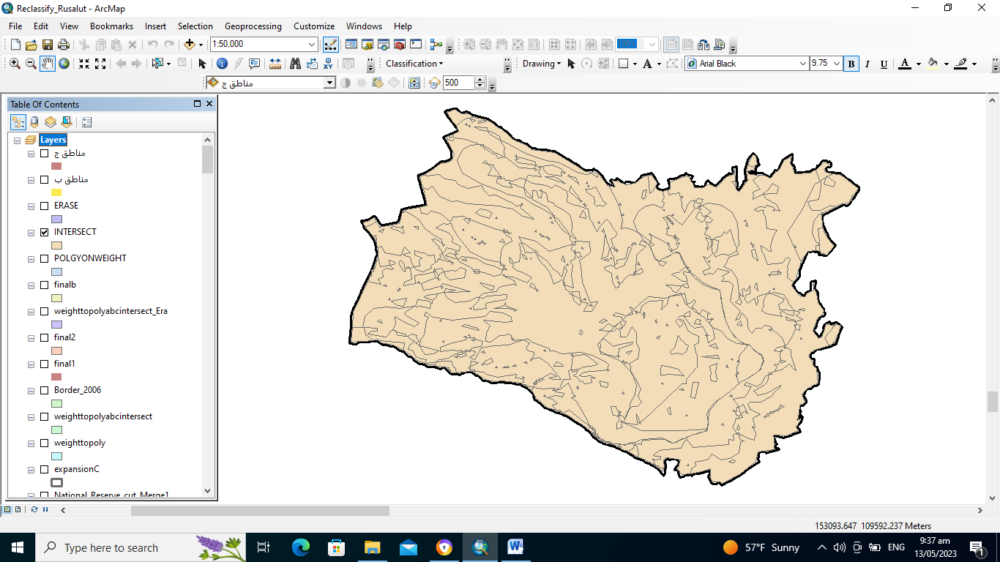 Reclassify_Rusalut - ArcMap
File Edit View Bookmarks Insert Selection Geoprocessing Customize Windows Help
1:50,000 100%
Classification Drawing Arial Black 9.75 B I U A
مناطق ج 500
Table Of Contents
Layers
مناطق ج
مناطق ب
ERASE
INTERSECT
POLGYONWEIGHT
finalb
weighttopolyabcintersect_Era
final2
final1
Border_2006
weighttopolyabcintersect
weighttopoly
expansionC
National_Reserve_cut_Merge1
153093.647 109592.237 Meters
Type here to search
57°F Sunny
ENG
9:37 am
13/05/2023
1